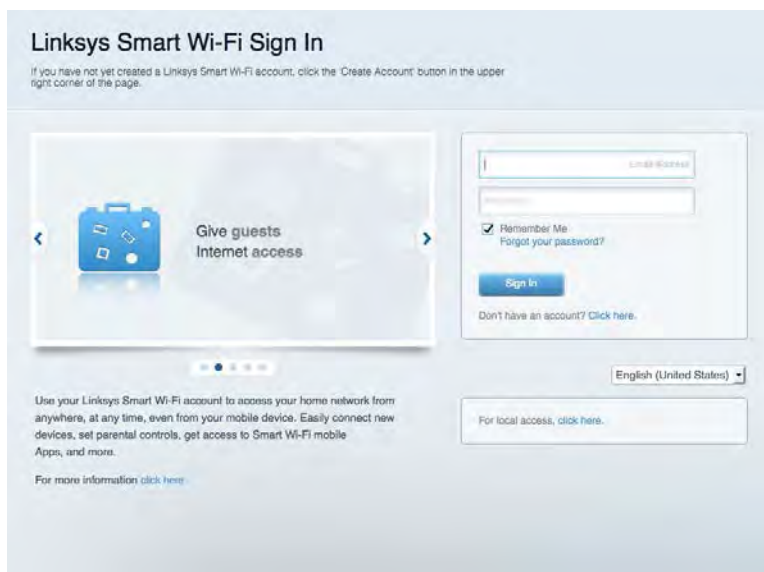 Linksys Smart Wi-Fi Sign In
If you have not yet created a Linksys Smart Wi-Fi account, click the 'Create Account' button in the upper
right corner of the page.
Give guests
Internet access
Email Address
Remember Me
Forgot your password?
Sign In
Don't have an account? Click here.
English (United States)
Use your Linksys Smart Wi-Fi account to access your home network from
anywhere, at any time, even from your mobile device. Easily connect new
devices, set parental controls, get access to Smart Wi-Fi mobile
Apps, and more.
For more information click here
For local access, click here.